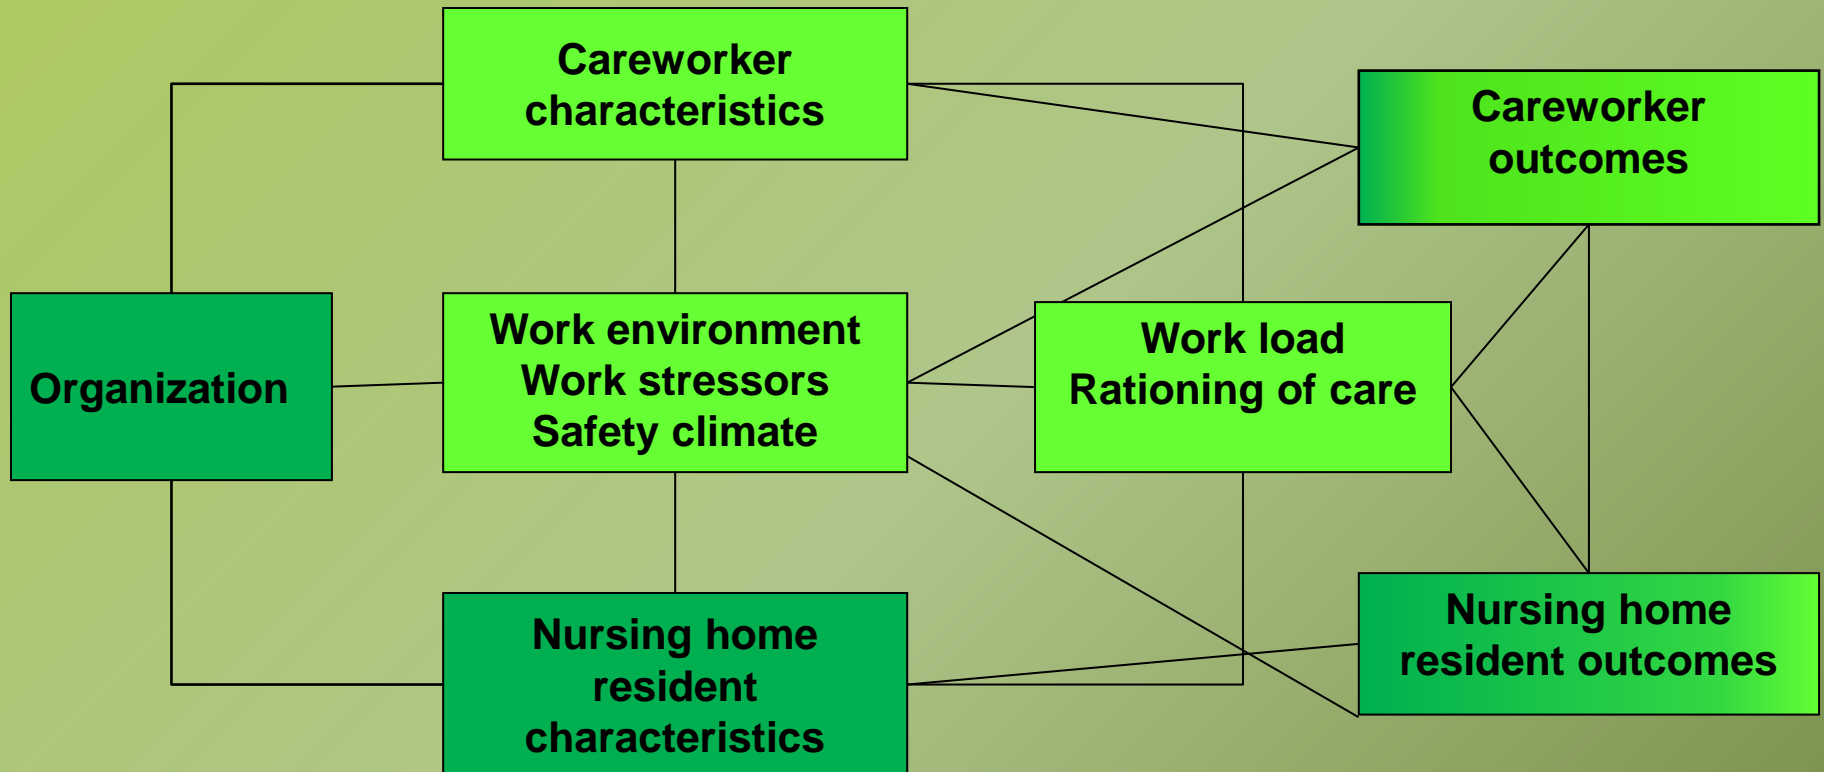 Careworker
characteristics
Careworker
outcomes
Organization
Work environment
Work stressors
Safety climate
Work load
Rationing of care
Nursing home
resident
characteristics
Nursing home
resident outcomes